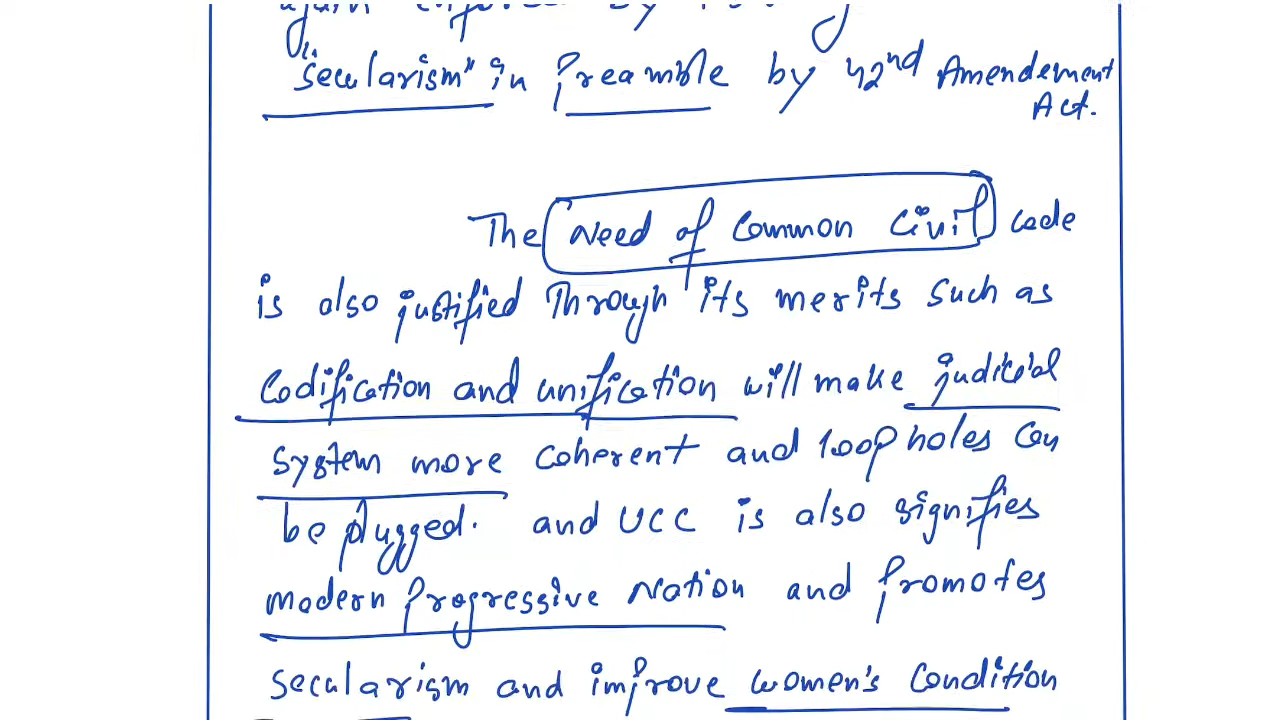 again by
"secularism" in Preamble by 42nd Amendement
Act.
The Need of Common Civil code
is also justified Through its merits such as
Codification and unification will make judicial
system more coherent and loop holes can
be plugged. and UCC is also signifies
modern Progressive Nation and Promotes
secularism and improve women's condition